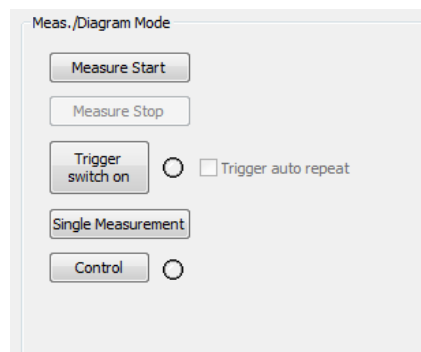 Meas./Diagram Mode
Measure Start
Measure Stop
Trigger
switch on
Trigger auto repeat
Single Measurement
Control